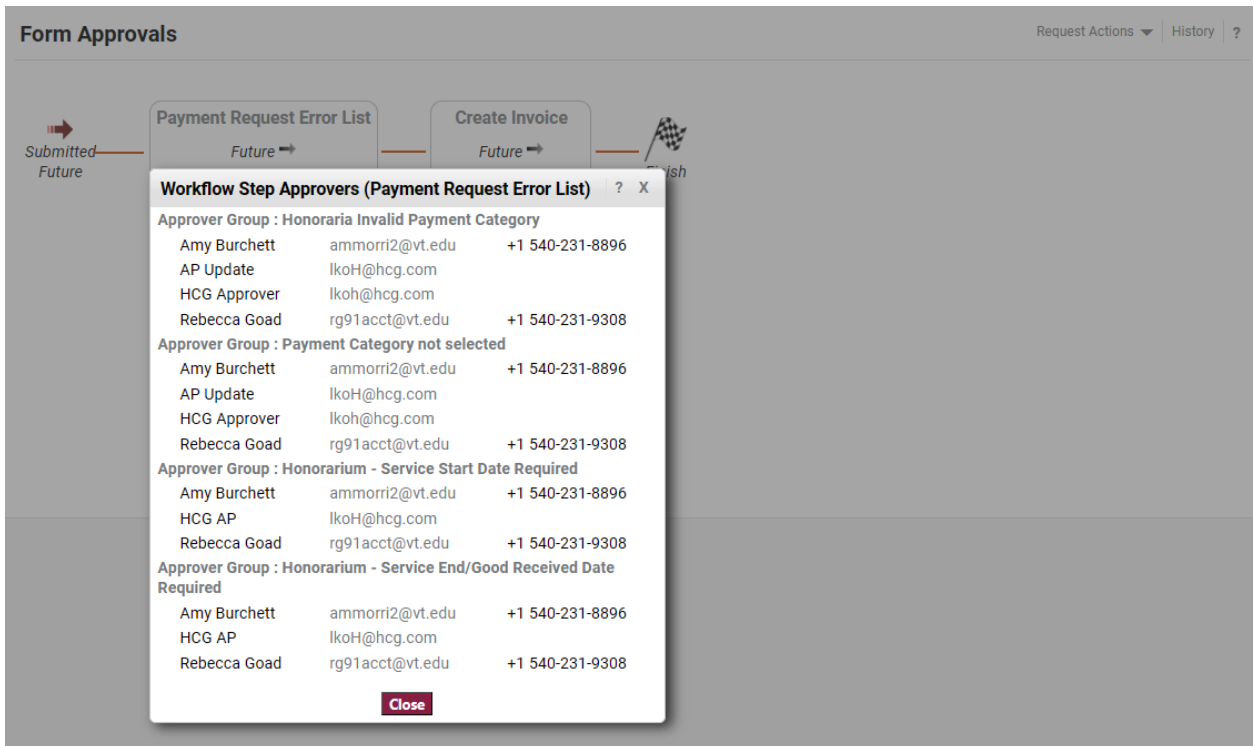 Form Approvals
Request Actions History ?
Payment Request Error List Create Invoice
Submitted Future Future
Future Finish
Workflow Step Approvers (Payment Request Error List) ? X
Approver Group : Honoraria Invalid Payment Category
Amy Burchett ammorri2@vt.edu +1 540-231-8896
AP Update lkoH@hcg.com
HCG Approver lkoh@hcg.com
Rebecca Goad rg91acct@vt.edu +1 540-231-9308
Approver Group : Payment Category not selected
Amy Burchett ammorri2@vt.edu +1 540-231-8896
AP Update lkoH@hcg.com
HCG Approver lkoh@hcg.com
Rebecca Goad rg91acct@vt.edu +1 540-231-9308
Approver Group : Honorarium - Service Start Date Required
Amy Burchett ammorri2@vt.edu +1 540-231-8896
HCG AP lkoH@hcg.com
Rebecca Goad rg91acct@vt.edu +1 540-231-9308
Approver Group : Honorarium - Service End/Good Received Date
Required
Amy Burchett ammorri2@vt.edu +1 540-231-8896
HCG AP lkoH@hcg.com
Rebecca Goad rg91acct@vt.edu +1 540-231-9308
Close